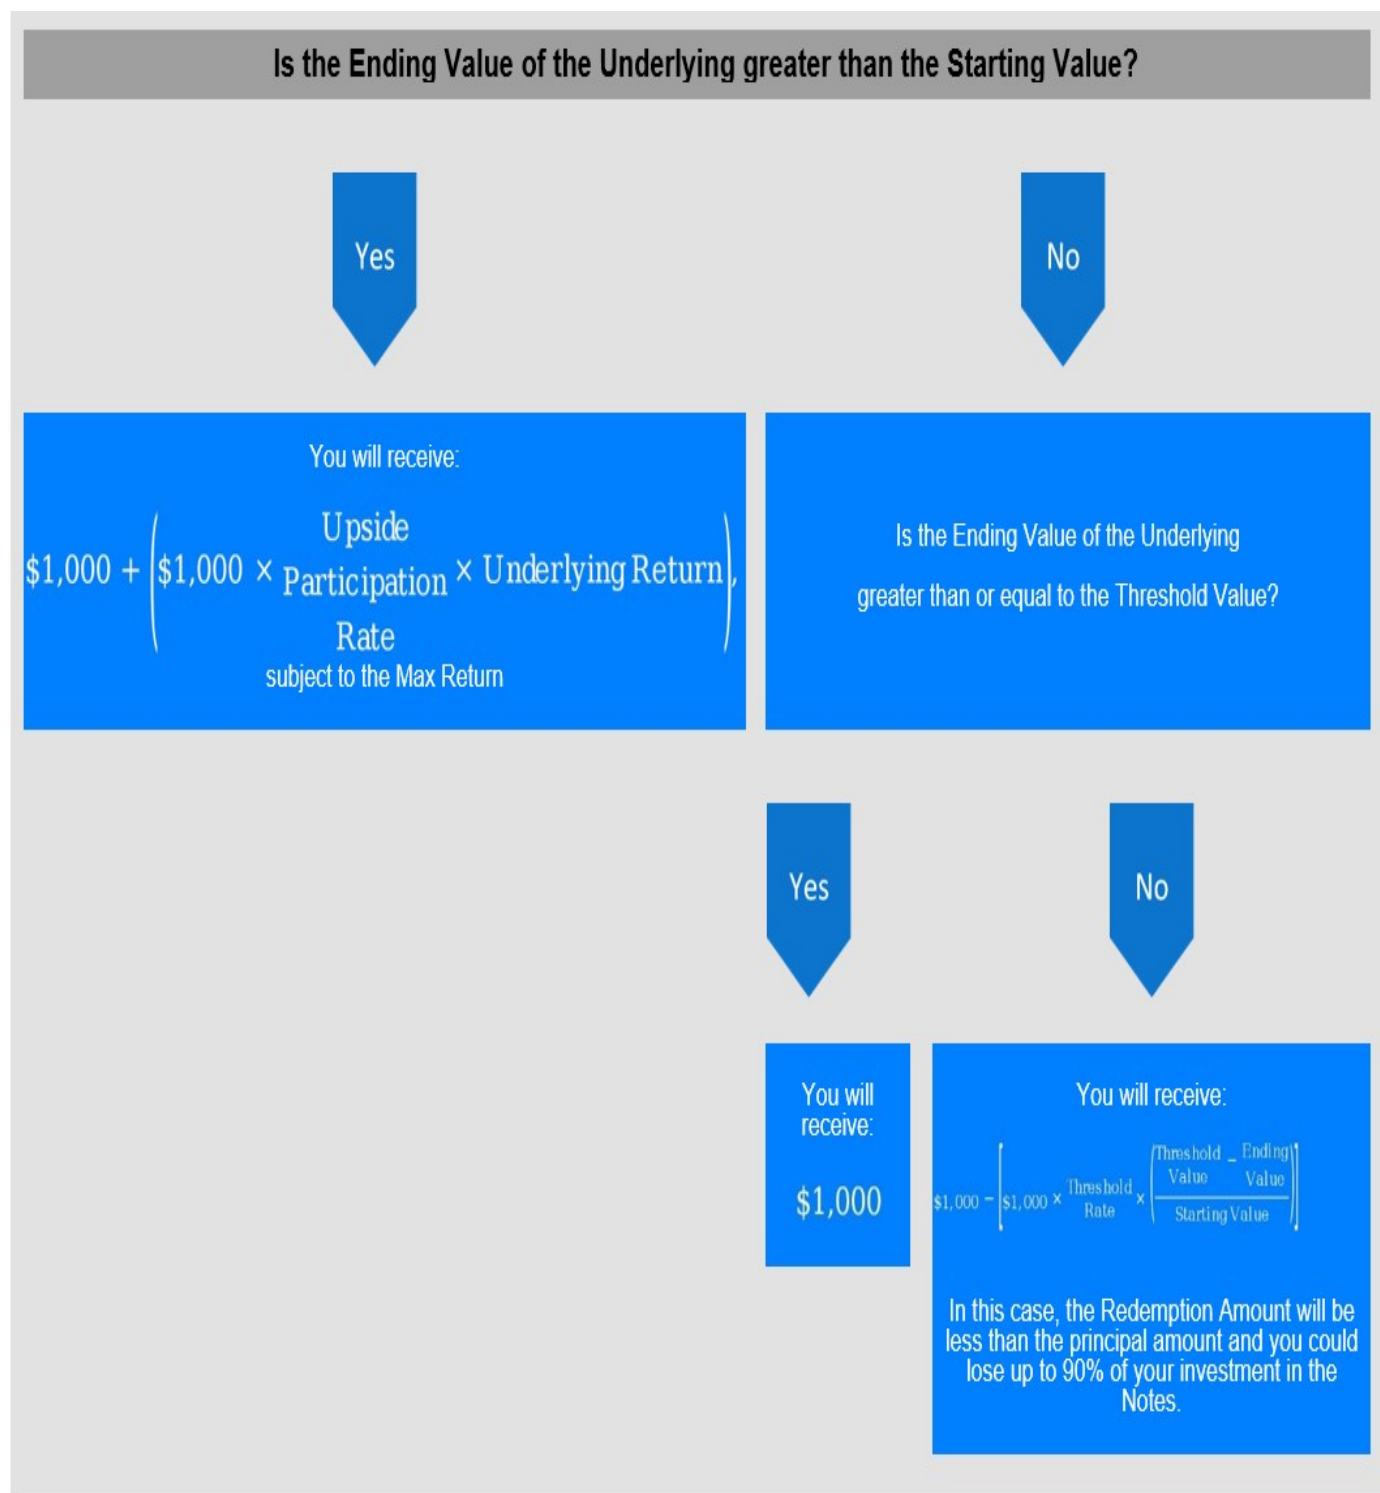 Is the Ending Value of the Underlying greater than the Starting Value?
Yes
No
You will receive:
Upside
$1,000 + ($1,000 × Participation × Underlying Return),
Rate
subject to the Max Return
Is the Ending Value of the Underlying
greater than or equal to the Threshold Value?
Yes
No
You will
receive:
$1,000
You will receive:
Threshold − Ending
Value Value
$1,000 − [$1,000 × Threshold × ( )]
Rate
Starting Value
In this case, the Redemption Amount will be
less than the principal amount and you could
lose up to 90% of your investment in the
Notes.